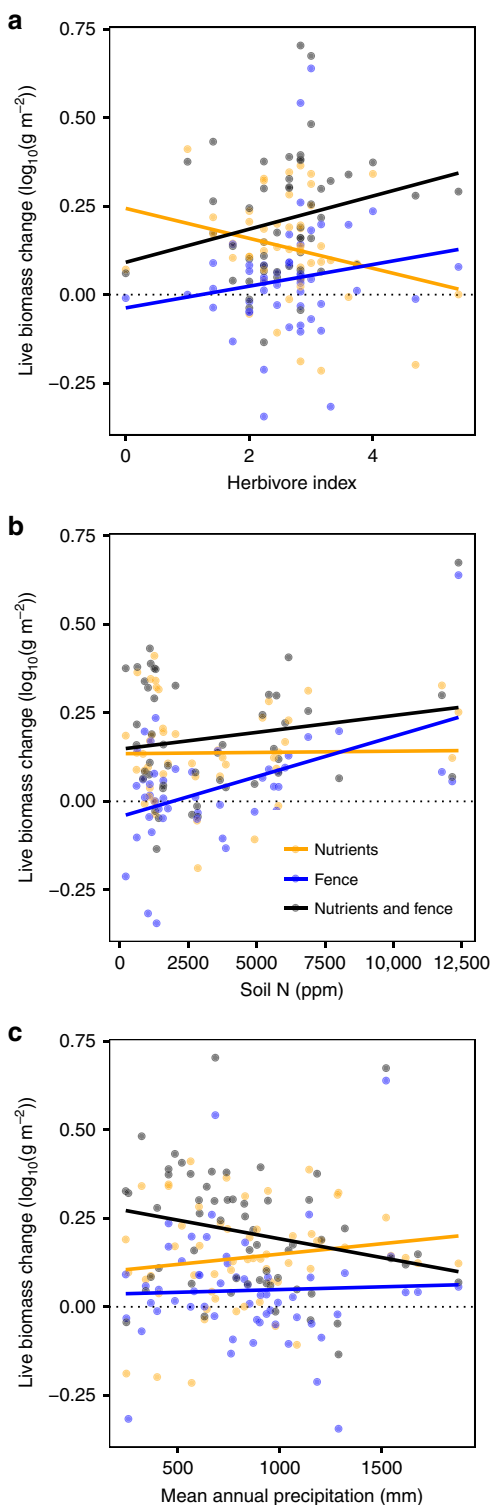 a
Live biomass change (log10(g m−2))
0.75
0.50
0.25
0.00
−0.25
0 2 4
Herbivore index
b
Live biomass change (log10(g m−2))
0.75
0.50
0.25
0.00
−0.25
Nutrients
Fence
Nutrients and fence
0 2500 5000 7500 10,000 12,500
Soil N (ppm)
c
Live biomass change (log10(g m−2))
0.75
0.50
0.25
0.00
−0.25
500 1000 1500
Mean annual precipitation (mm)